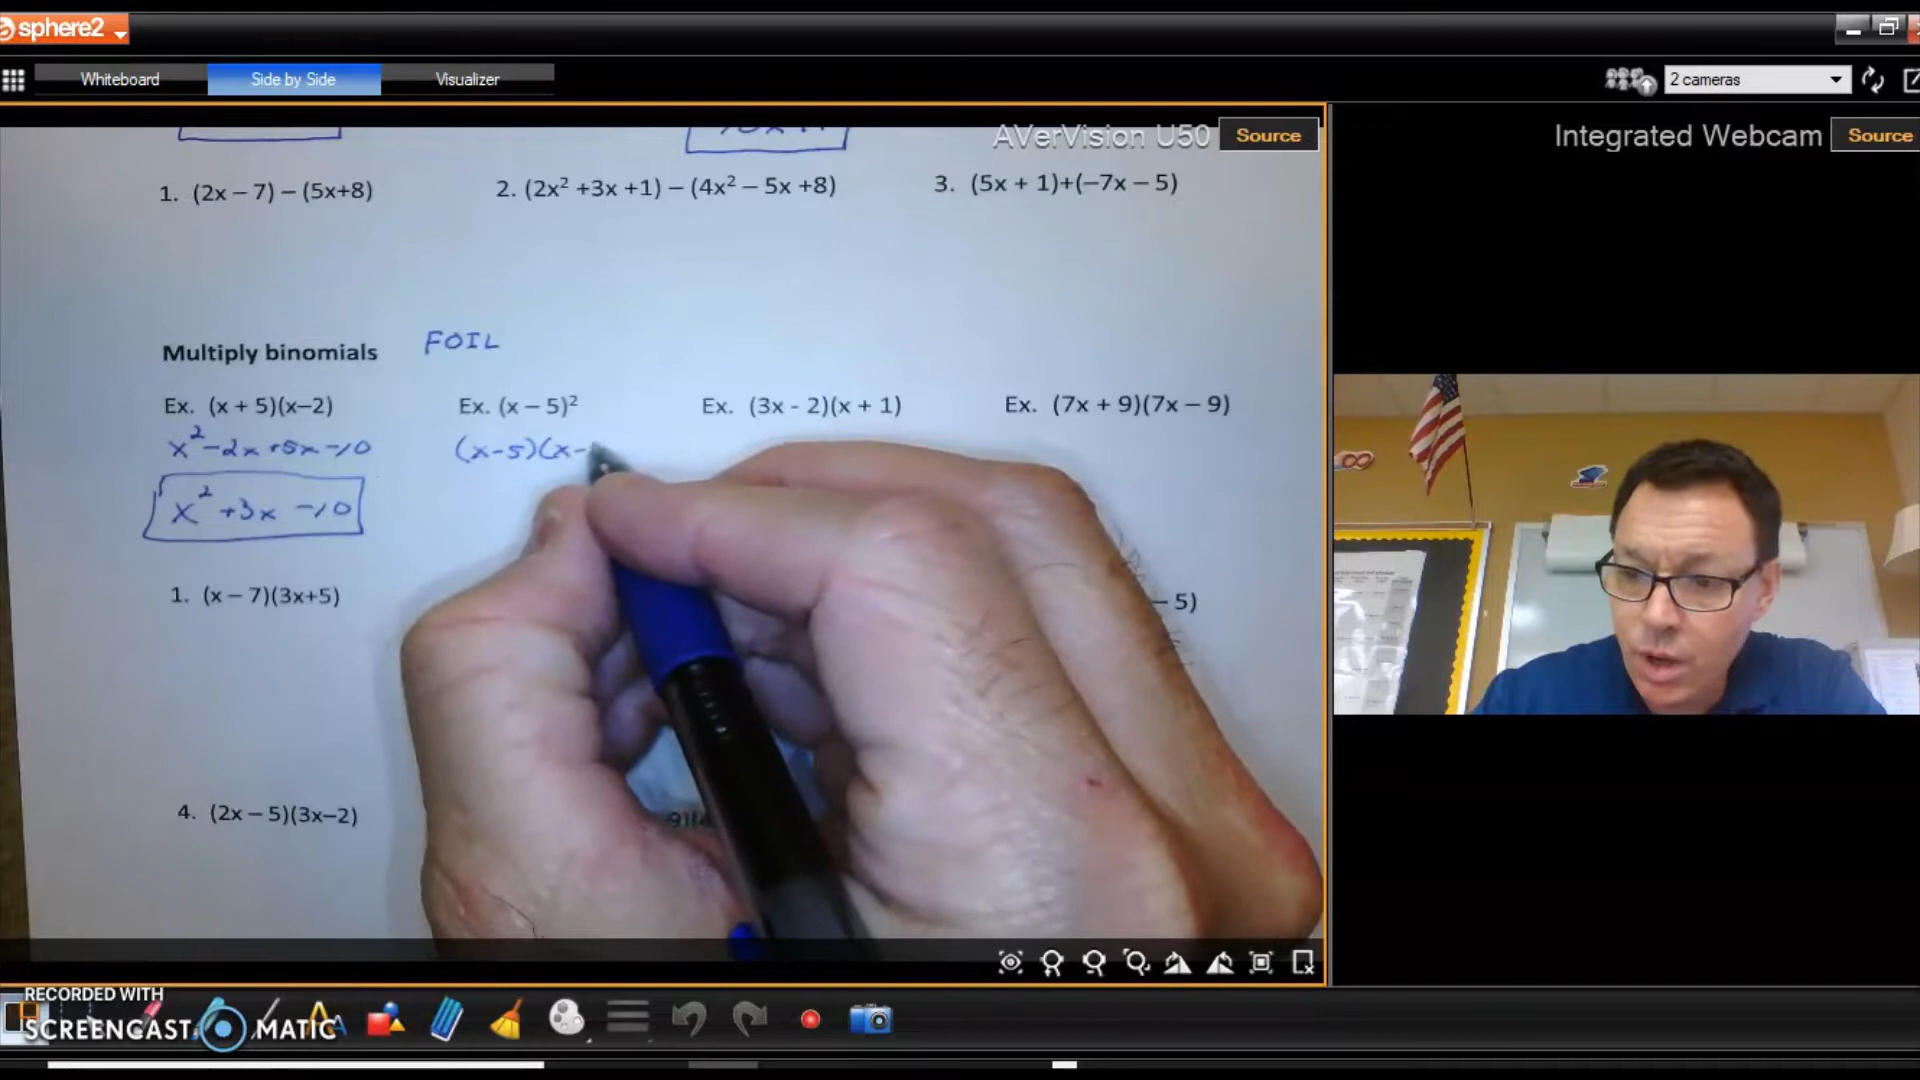 sphere2
Whiteboard Side by Side Visualizer 2 cameras
AVerVision U50 Source
Integrated Webcam Source
1. (2x – 7) – (5x+8) 2. (2x² +3x +1) – (4x² – 5x +8) 3. (5x + 1)+(–7x – 5)
Multiply binomials FOIL
Ex. (x + 5)(x–2) Ex. (x – 5)² Ex. (3x - 2)(x + 1) Ex. (7x + 9)(7x – 9)
x² -2x +5x -10 (x-5)(x-
x² +3x -10
1. (x – 7)(3x+5) – 5)
4. (2x – 5)(3x–2)
RECORDED WITH
SCREENCAST MATIC